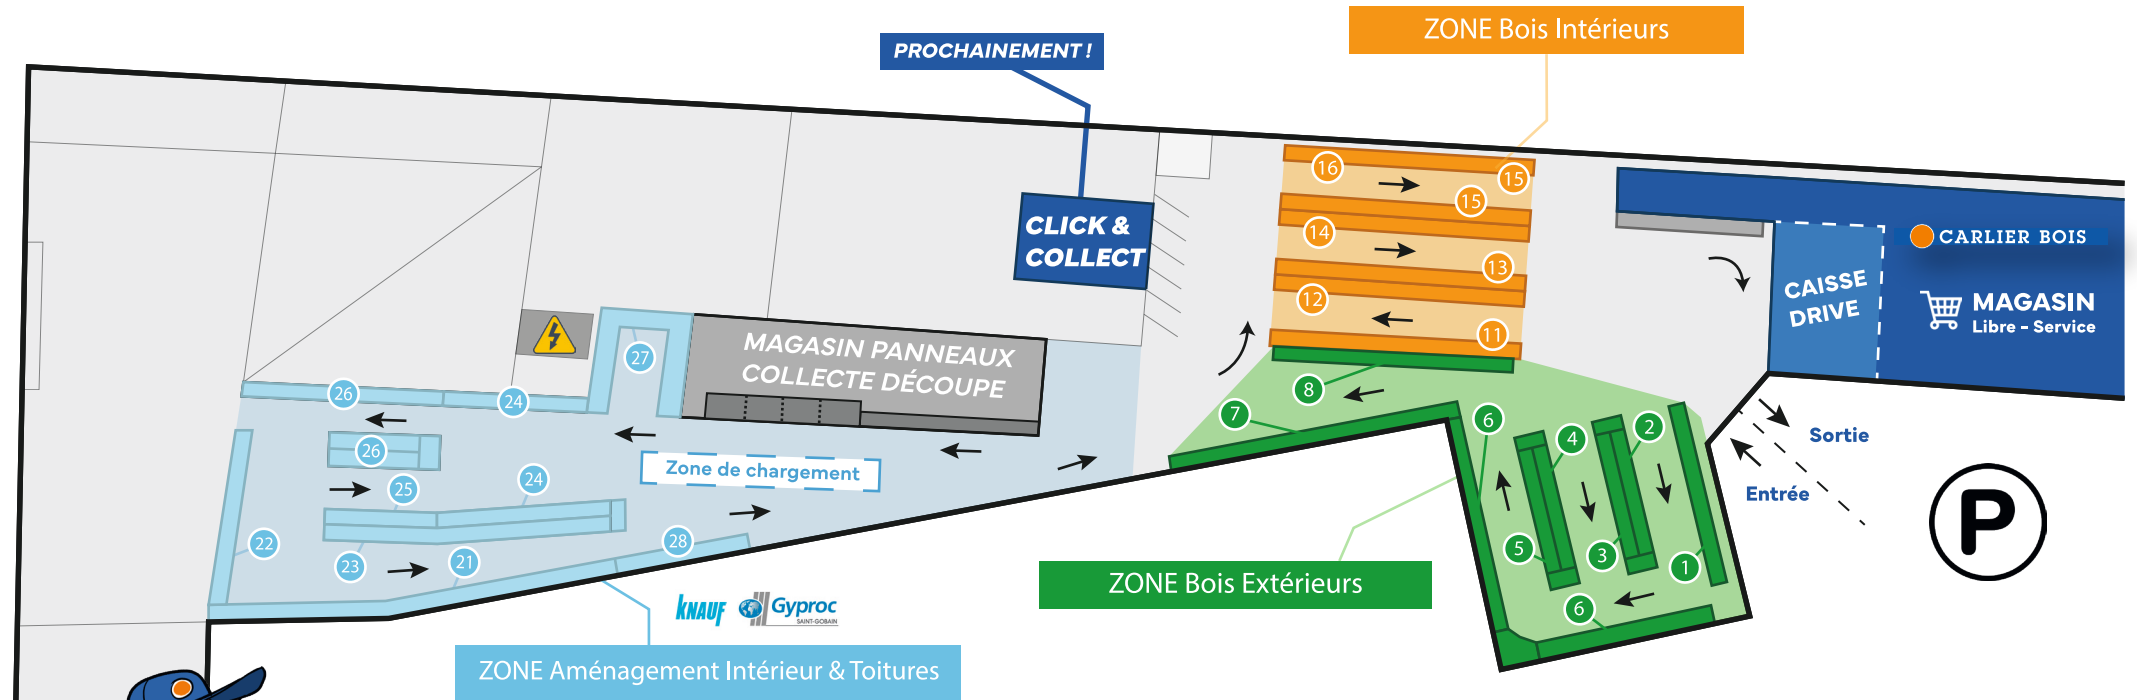 ZONE Bois Intérieurs
PROCHAINEMENT !
CLICK &
COLLECT
16
15
15
14
13
12
11
CARLIER BOIS
CAISSE
DRIVE
MAGASIN
Libre - Service
MAGASIN PANNEAUX
COLLECTE DÉCOUPE
27
26
24
26
25
24
Zone de chargement
22
23
21
28
8
7
6
4
2
5
3
1
6
Sortie
Entrée
P
ZONE Bois Extérieurs
KNAUF
Gyproc
SAINT-GOBAIN
ZONE Aménagement Intérieur & Toitures